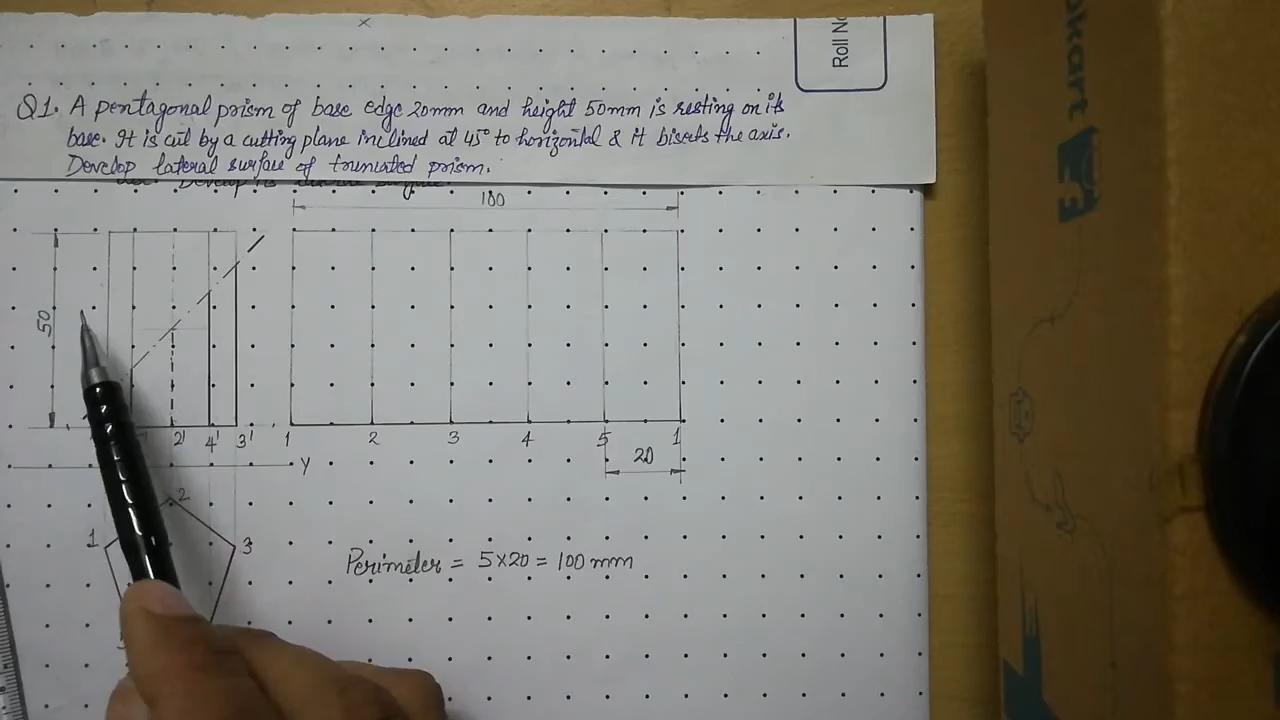 Roll No
Q1. A pentagonal prism of base edge 20mm and height 50mm is resting on its
base. It is cut by a cutting plane inclined at 45° to horizontal & it bisects the axis.
Develop lateral surface of truncated prism.
100
50
2' 4' 3' 1 2 3 4 5 1
20
Y
2
1 3
Perimeter = 5×20 = 100 mm